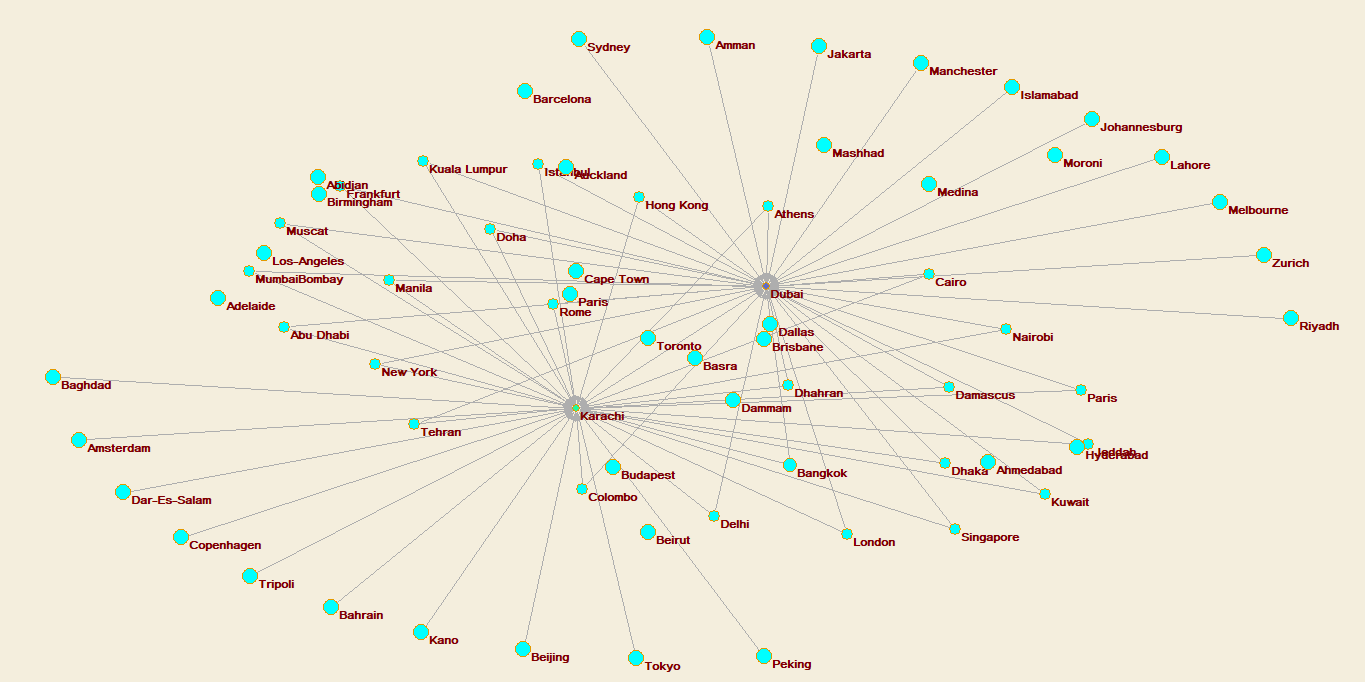 Sydney
Amman
Jakarta
Manchester
Islamabad
Barcelona
Johannesburg
Mashhad
Moroni
Lahore
Kuala Lumpur
Istanbul
Auckland
Abidjan
Frankfurt
Birmingham
Medina
Hong Kong
Athens
Melbourne
Muscat
Doha
Los-Angeles
Zurich
MumbaiBombay
Cape Town
Cairo
Manila
Dubai
Adelaide
Paris
Rome
Abu Dhabi
Riyadh
Dallas
Nairobi
Toronto
Brisbane
Basra
New York
Baghdad
Dhahran
Damascus
Paris
Dammam
Karachi
Tehran
Amsterdam
Jeddah
Hyderabad
Budapest
Bangkok
Dhaka
Ahmedabad
Dar-Es-Salam
Colombo
Kuwait
Delhi
Copenhagen
Beirut
London
Singapore
Tripoli
Bahrain
Kano
Beijing
Tokyo
Peking